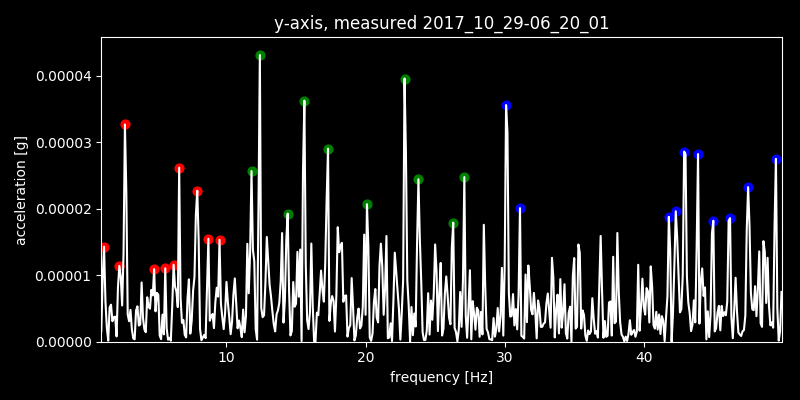 y-axis, measured 2017_10_29-06_20_01
0.00004
0.00003
0.00002
0.00001
0.00000
acceleration [g]
10 20 30 40
frequency [Hz]